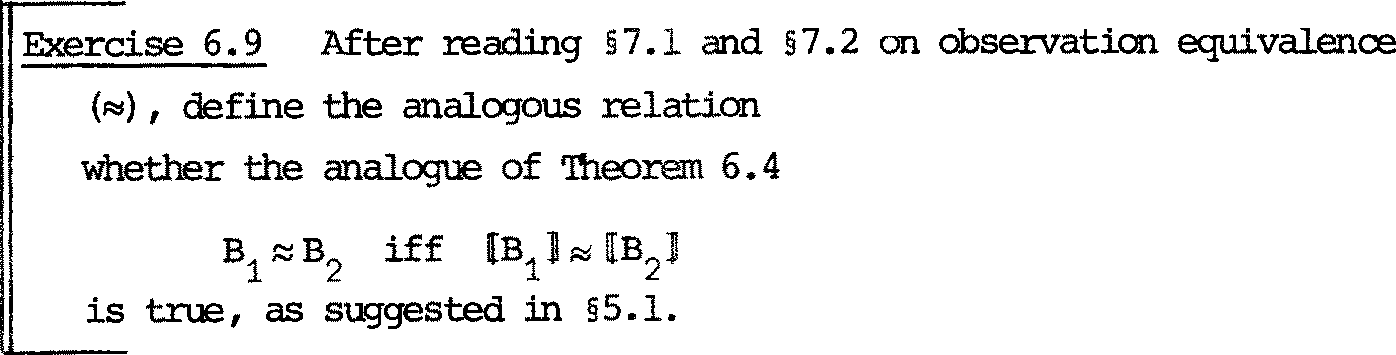 Exercise 6.9 After reading §7.1 and §7.2 on observation equivalence
(≈), define the analogous relation
whether the analogue of Theorem 6.4
B₁ ≈ B₂ iff ⟦B₁⟧ ≈ ⟦B₂⟧
is true, as suggested in §5.1.